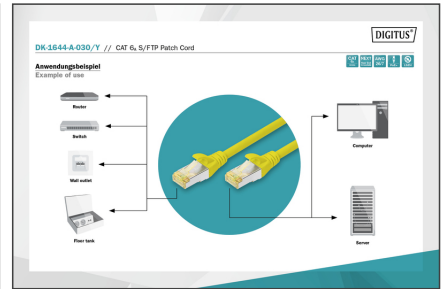 DIGITUS®
DK-1644-A-030/Y // CAT 6A S/FTP Patch Cord
Anwendungsbeispiel
Example of use
Router
Switch
Wall outlet
Floor tank
Computer
Server